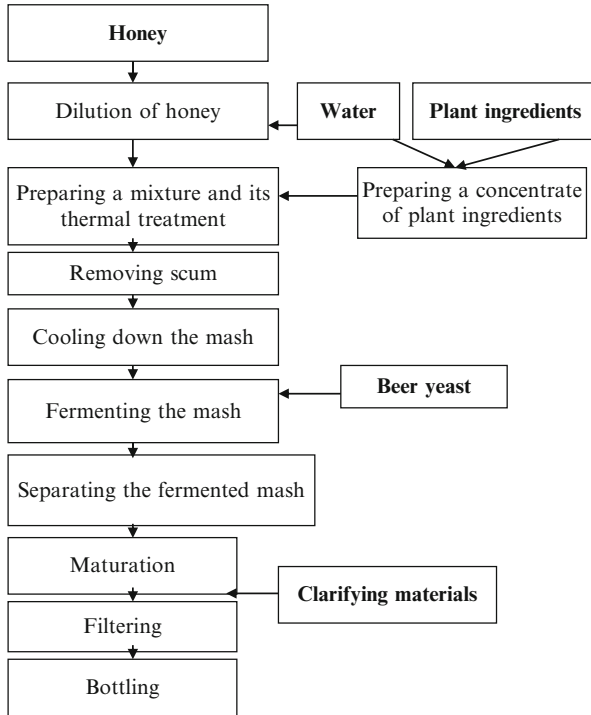 Honey
Dilution of honey
Water
Plant ingredients
Preparing a mixture and its
thermal treatment
Preparing a concentrate
of plant ingredients
Removing scum
Cooling down the mash
Fermenting the mash
Beer yeast
Separating the fermented mash
Maturation
Clarifying materials
Filtering
Bottling